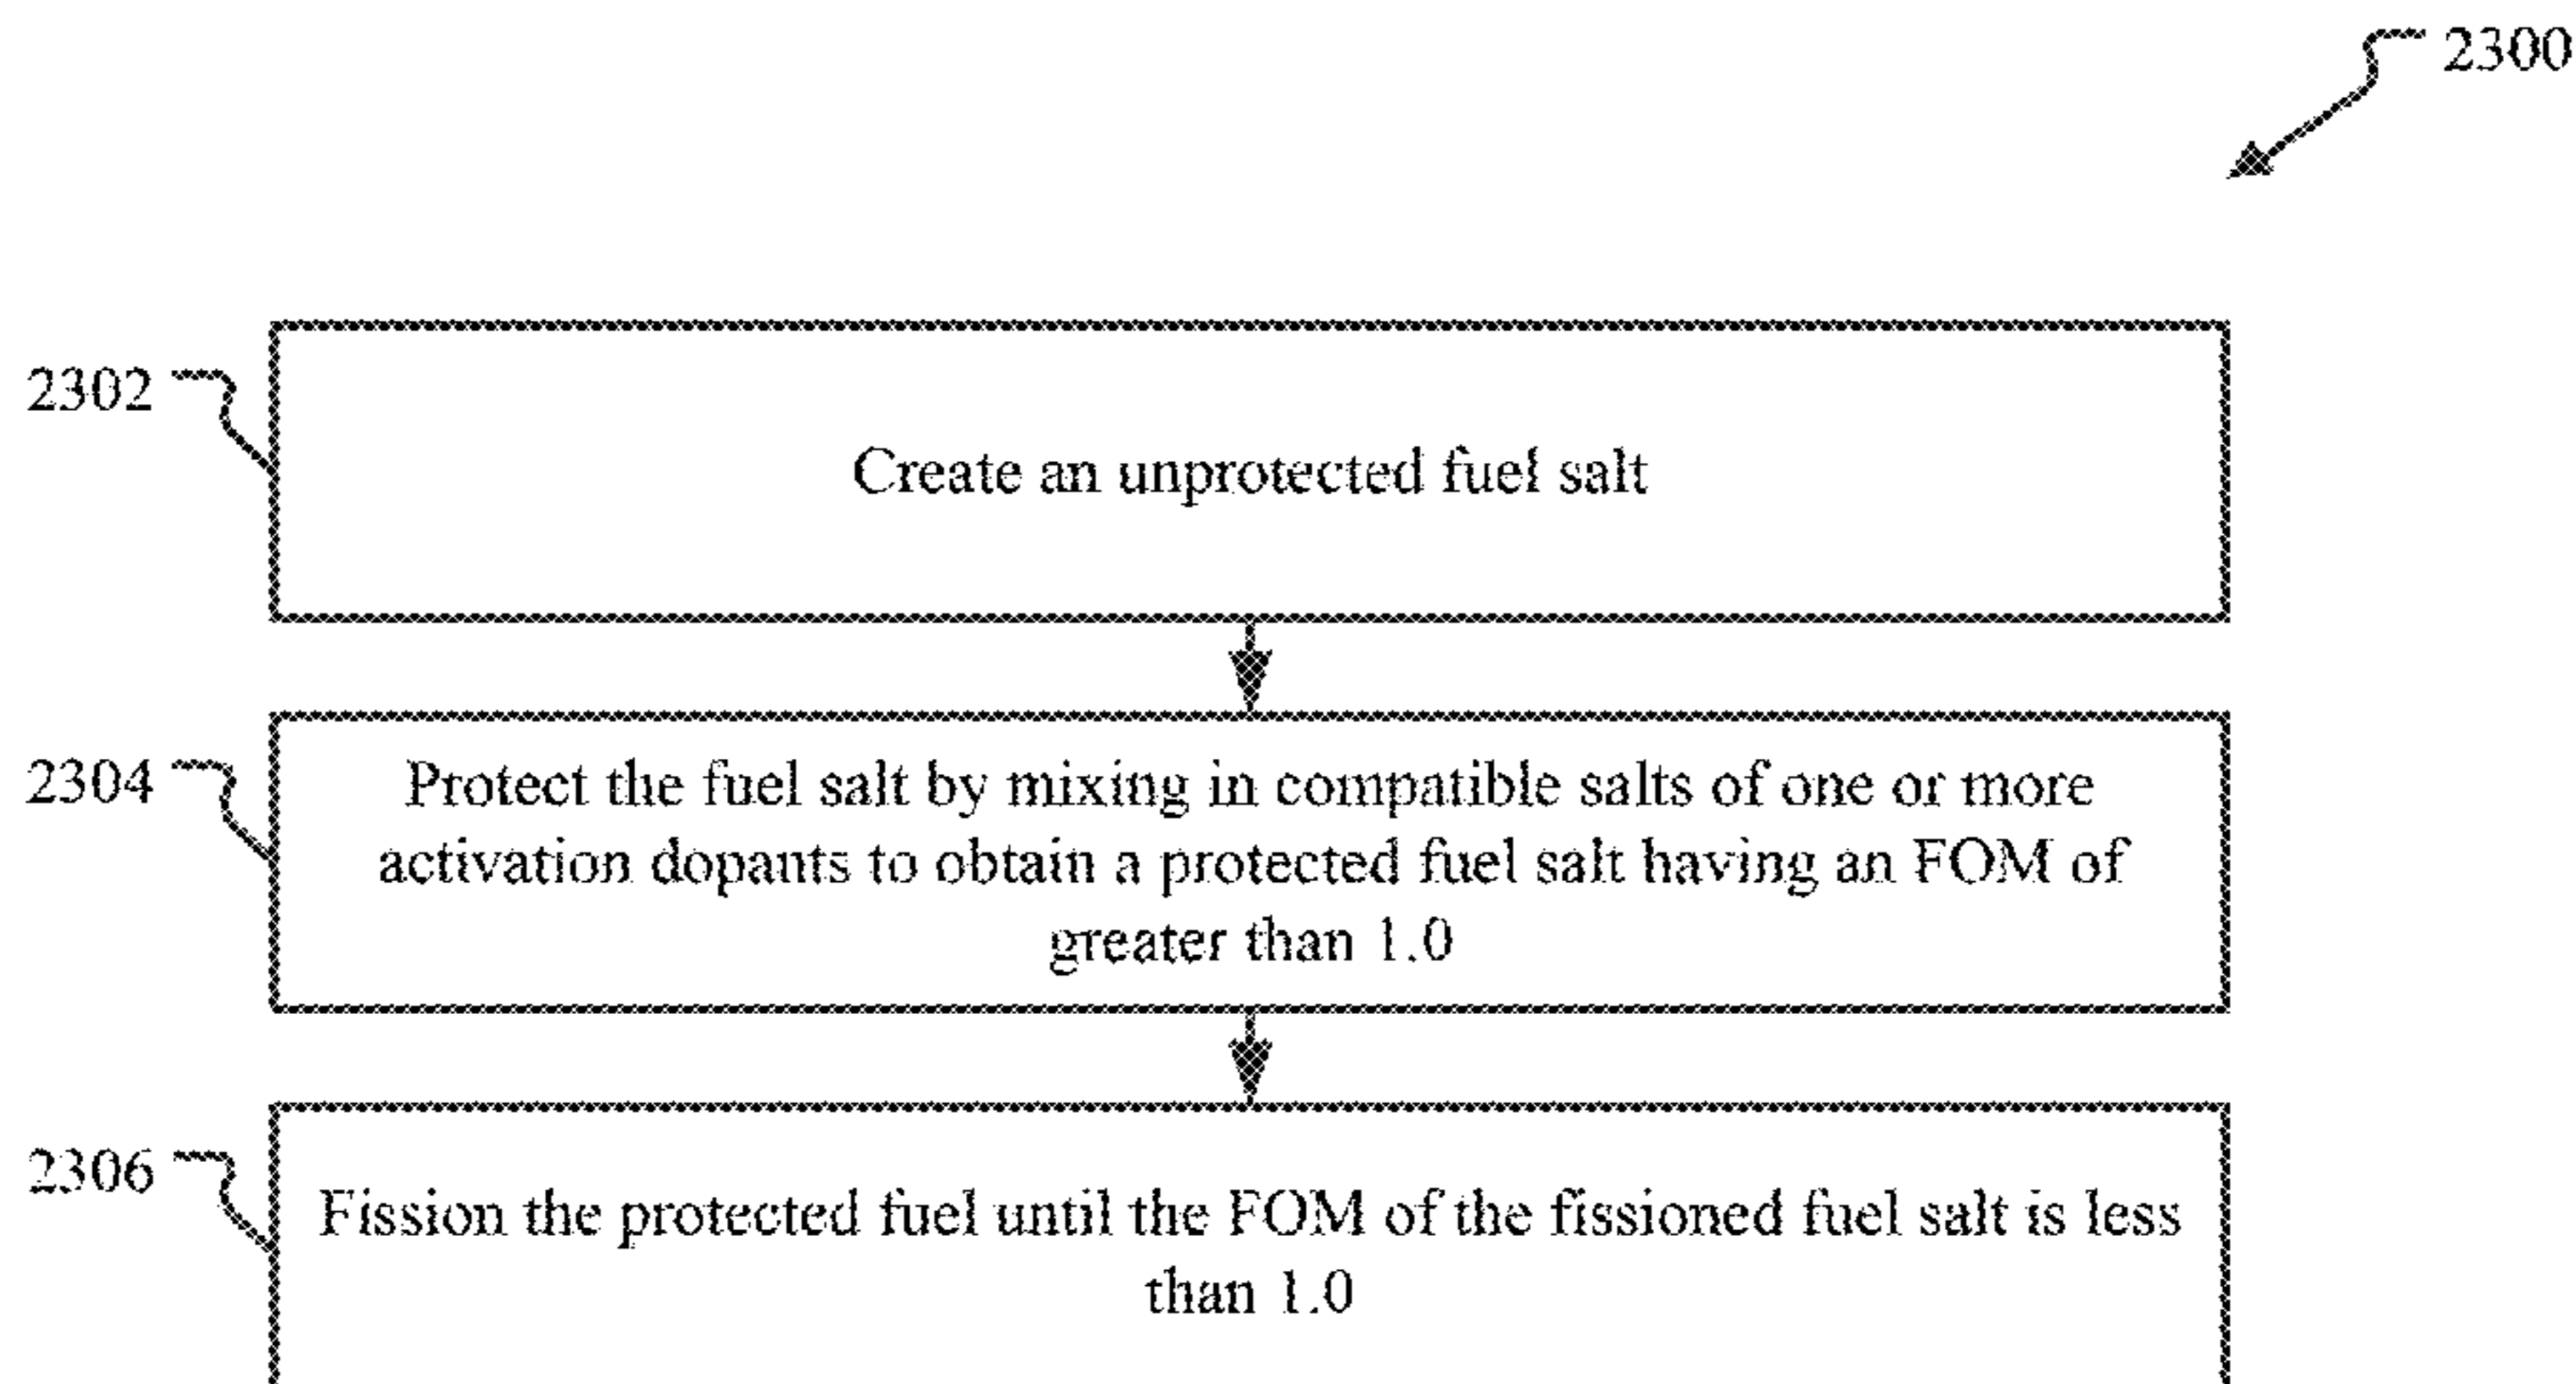 2300
2302
Create an unprotected fuel salt
2304
Protect the fuel salt by mixing in compatible salts of one or more
activation dopants to obtain a protected fuel salt having an FOM of
greater than 1.0
2306
Fission the protected fuel until the FOM of the fissioned fuel salt is less
than 1.0